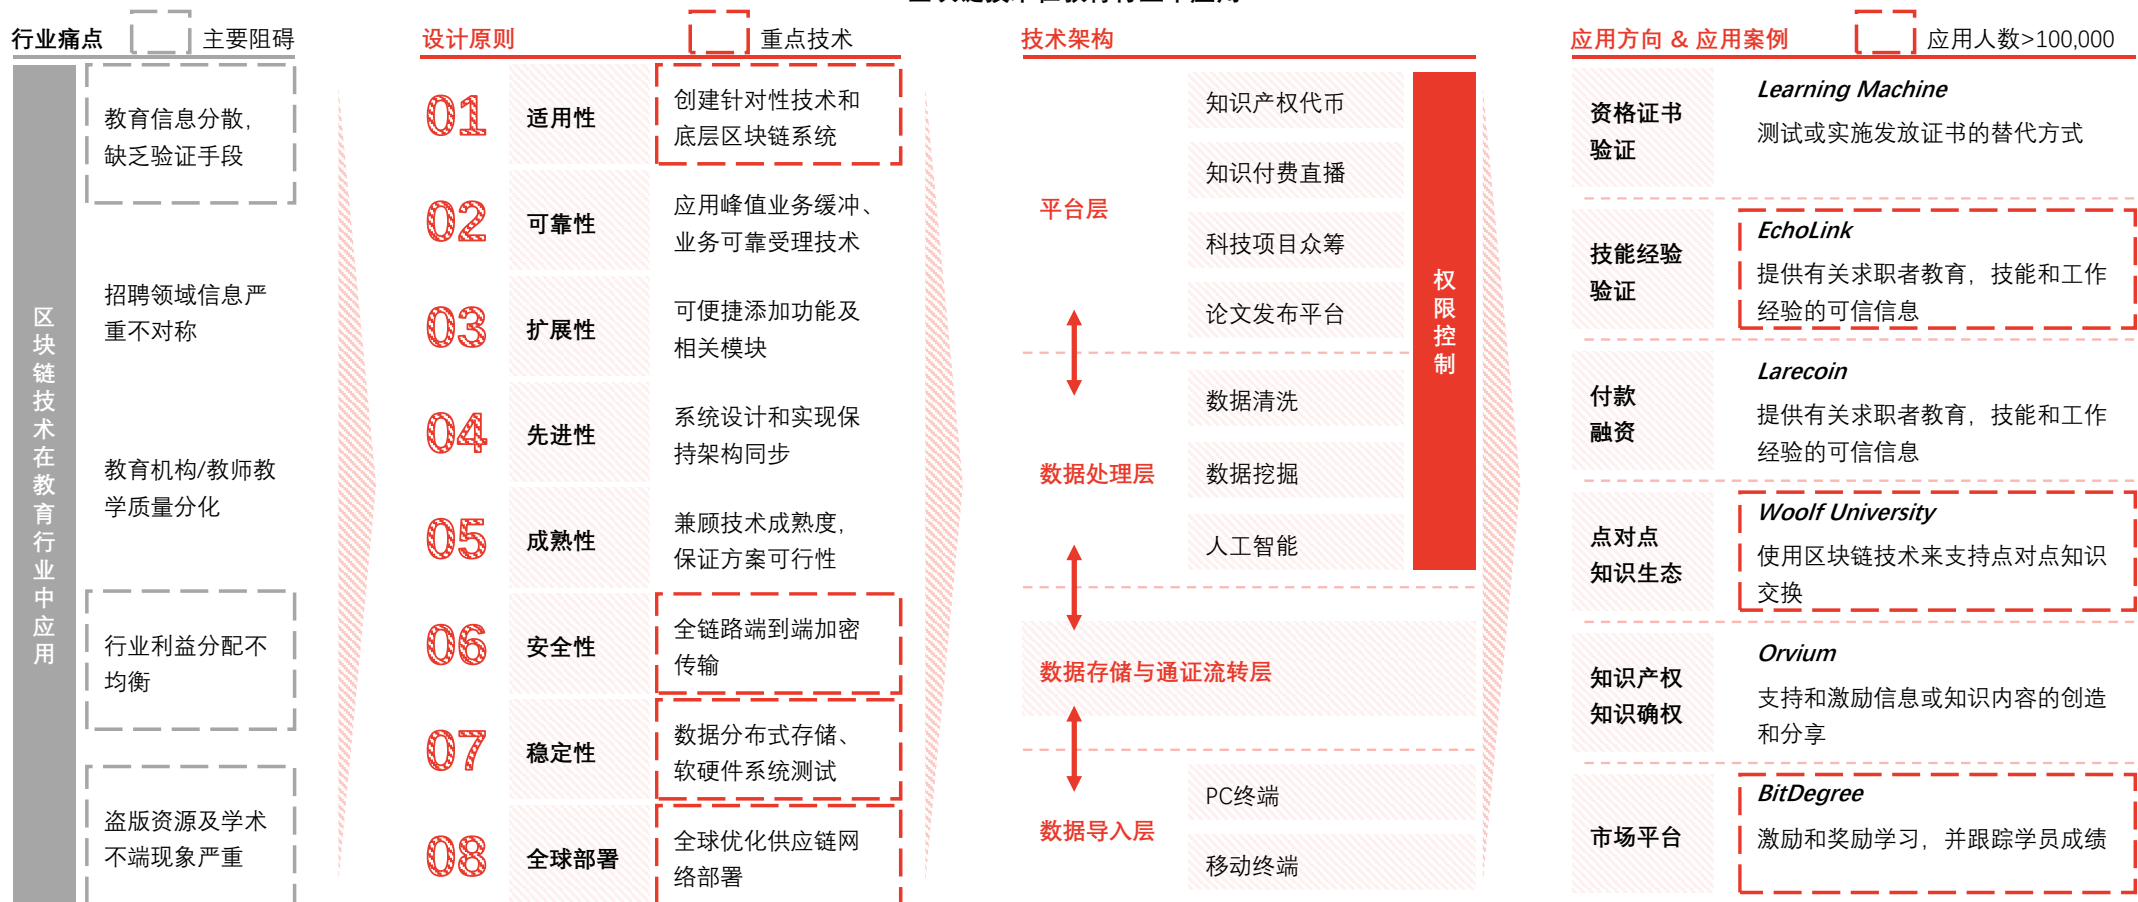 行业痛点
主要阻碍
区块链技术在教育行业中应用
教育信息分散，
缺乏验证手段
招聘领域信息严
重不对称
教育机构/教师教
学质量分化
行业利益分配不
均衡
盗版资源及学术
不端现象严重
设计原则
重点技术
01
适用性
创建针对性技术和
底层区块链系统
02
可靠性
应用峰值业务缓冲、
业务可靠受理技术
03
扩展性
可便捷添加功能及
相关模块
04
先进性
系统设计和实现保
持架构同步
05
成熟性
兼顾技术成熟度，
保证方案可行性
06
安全性
全链路端到端加密
传输
07
稳定性
数据分布式存储、
软硬件系统测试
08
全球部署
全球优化供应链网
络部署
技术架构
平台层
知识产权代币
知识付费直播
科技项目众筹
论文发布平台
数据处理层
数据清洗
数据挖掘
人工智能
权限控制
数据存储与通证流转层
数据导入层
PC终端
移动终端
应用方向 & 应用案例
应用人数>100,000
资格证书
验证
Learning Machine
测试或实施发放证书的替代方式
技能经验
验证
EchoLink
提供有关求职者教育，技能和工作
经验的可信信息
付款
融资
Larecoin
提供有关求职者教育，技能和工作
经验的可信信息
点对点
知识生态
Woolf University
使用区块链技术来支持点对点知识
交换
知识产权
知识确权
Orvium
支持和激励信息或知识内容的创造
和分享
市场平台
BitDegree
激励和奖励学习，并跟踪学员成绩